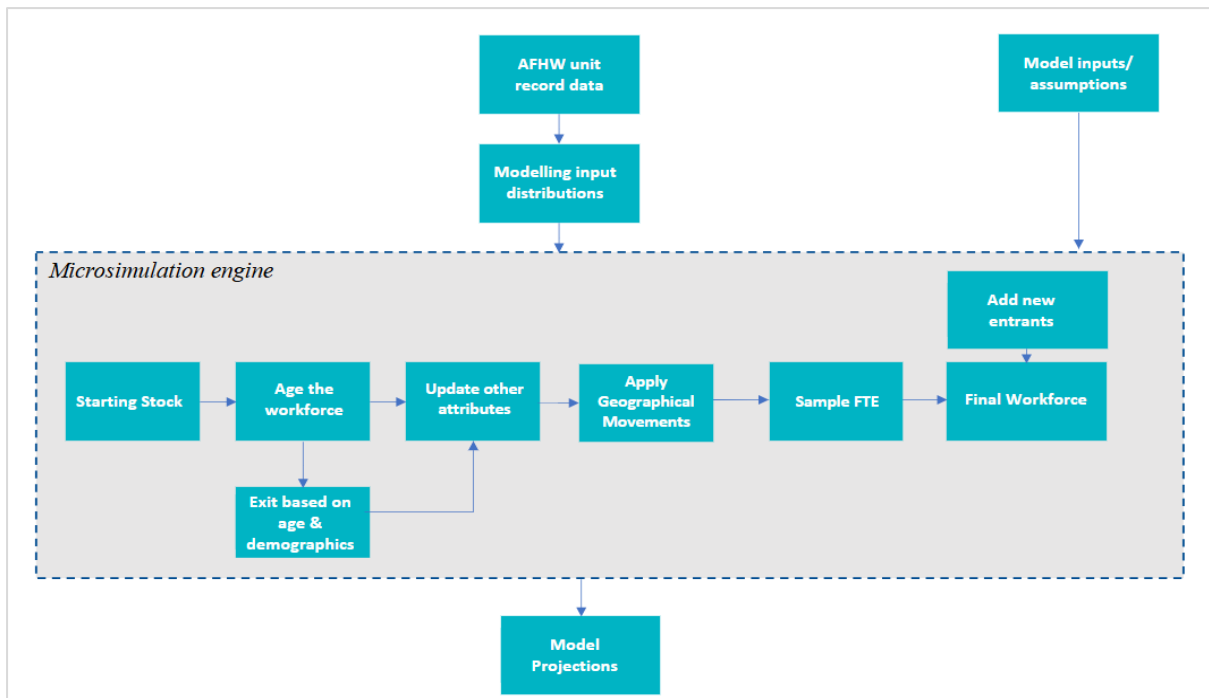 AFHW unit
record data
Model inputs/
assumptions
Modelling input
distributions
Microsimulation engine
Add new
entrants
Starting Stock
Age the
workforce
Update other
attributes
Apply
Geographical
Movements
Sample FTE
Final Workforce
Exit based on
age &
demographics
Model
Projections